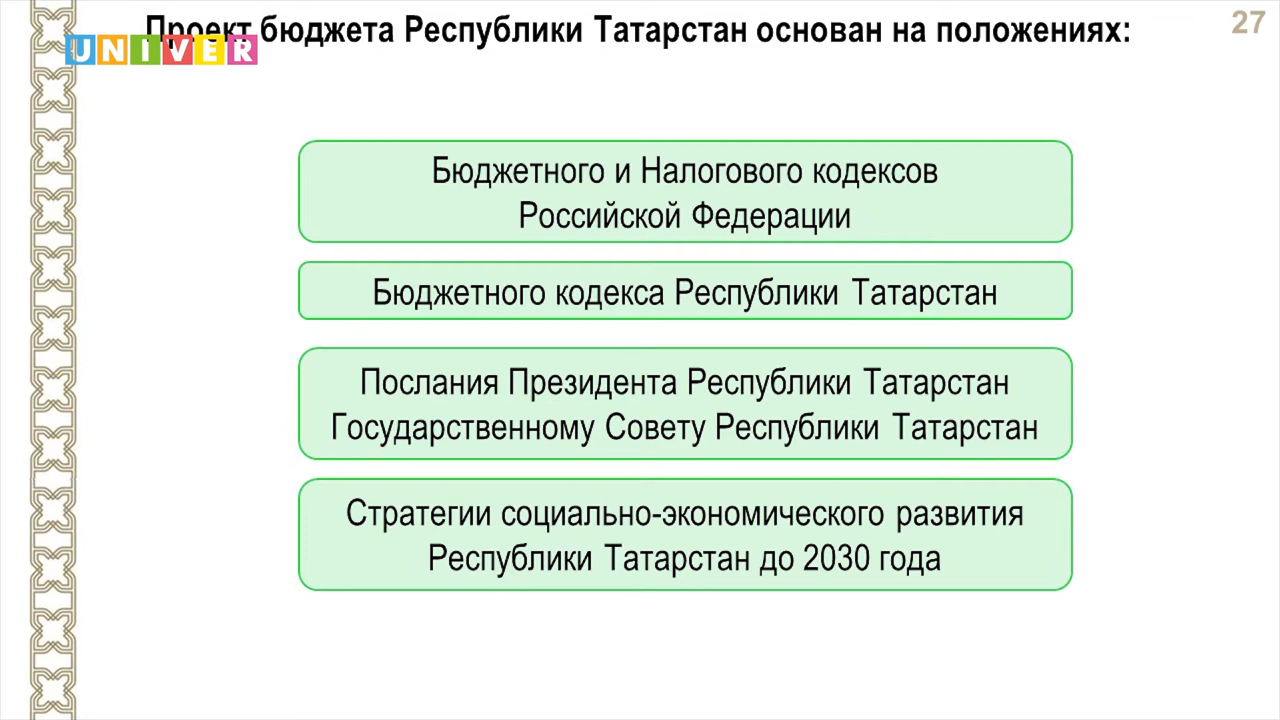 Проект бюджета Республики Татарстан основан на положениях:
27
UNIVER
Бюджетного и Налогового кодексов
Российской Федерации
Бюджетного кодекса Республики Татарстан
Послания Президента Республики Татарстан
Государственному Совету Республики Татарстан
Стратегии социально-экономического развития
Республики Татарстан до 2030 года